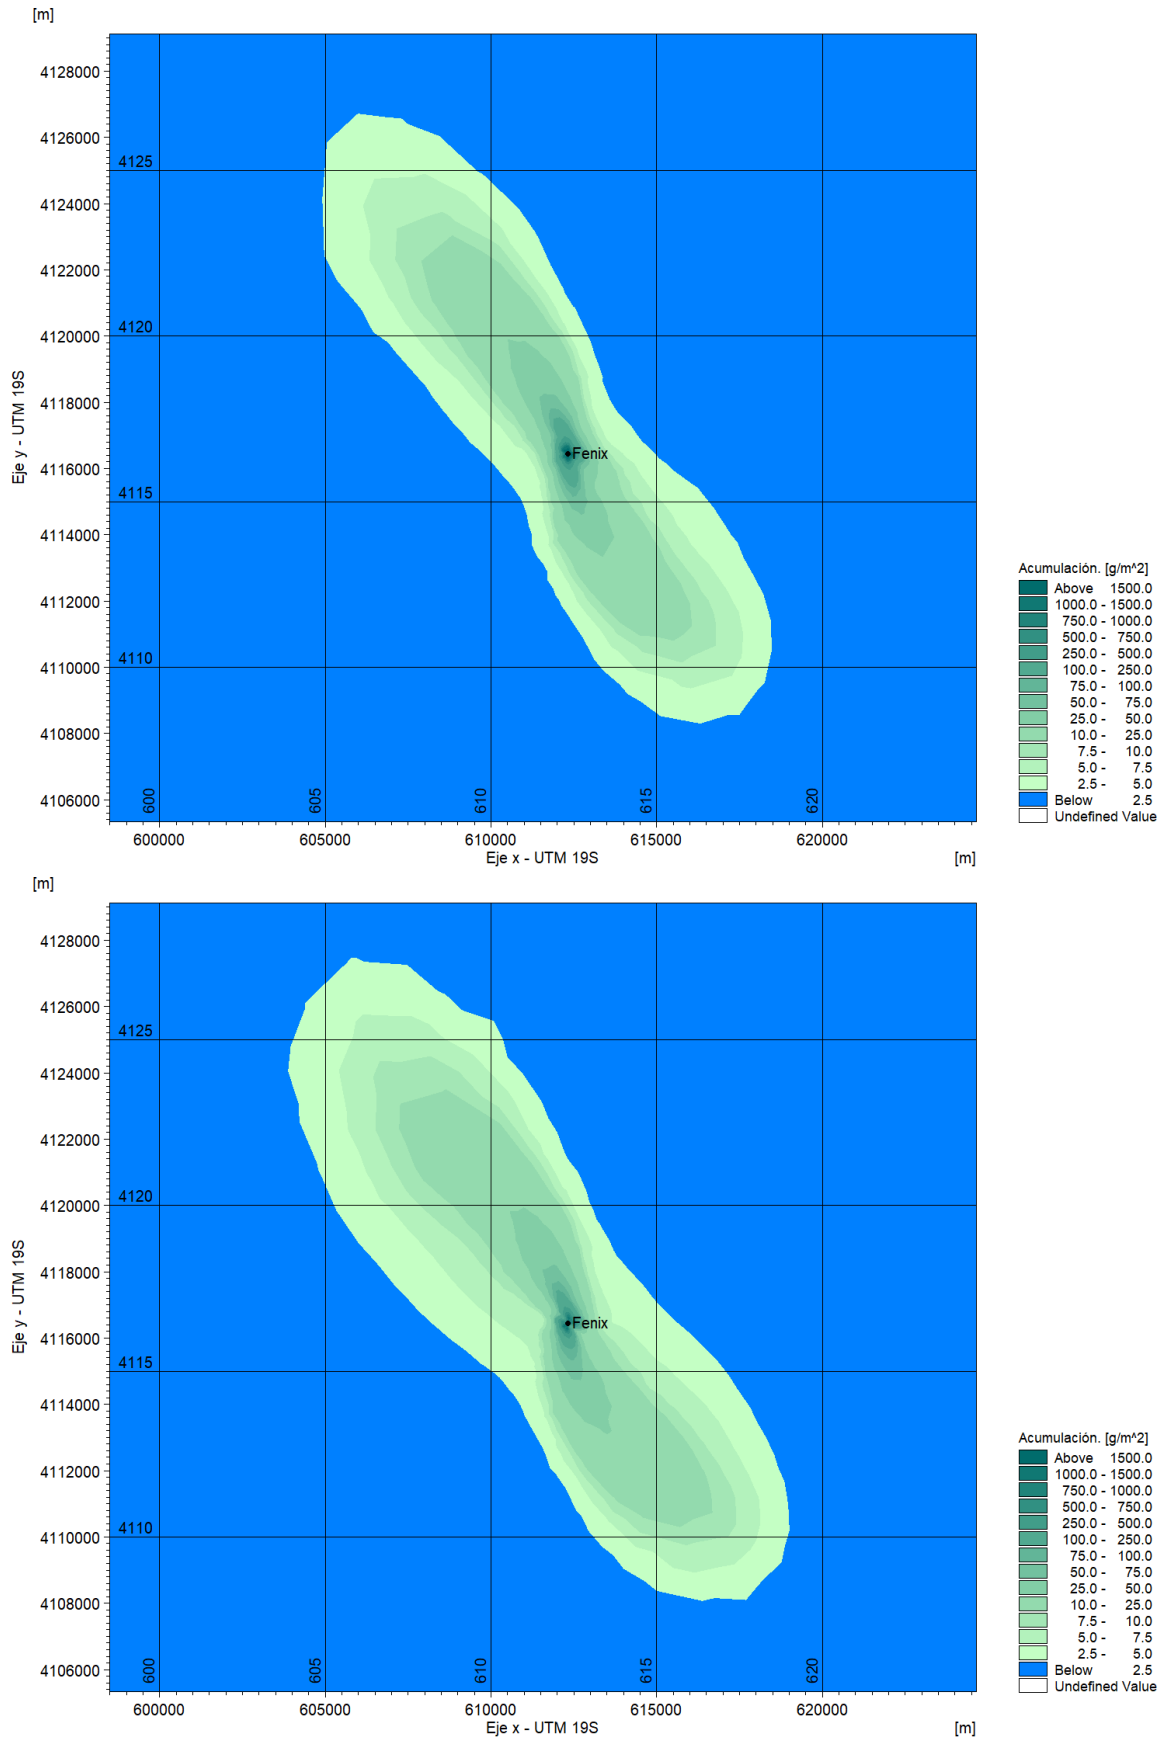 [m]
4128000
4126000
4125
4124000
4122000
4120000
4120
4118000
Fenix
4116000
4115
4114000
4112000
4110000
4110
4108000
4106000
Eje y - UTM 19S
600
605
610
615
620
600000 605000 610000 615000 620000
Eje x - UTM 19S [m]
Acumulación. [g/m^2]
Above 1500.0
1000.0 - 1500.0
750.0 - 1000.0
500.0 - 750.0
250.0 - 500.0
100.0 - 250.0
75.0 - 100.0
50.0 - 75.0
25.0 - 50.0
10.0 - 25.0
7.5 - 10.0
5.0 - 7.5
2.5 - 5.0
Below 2.5
Undefined Value
[m]
4128000
4126000
4125
4124000
4122000
4120000
4120
4118000
Fenix
4116000
4115
4114000
4112000
4110000
4110
4108000
4106000
Eje y - UTM 19S
600
605
610
615
620
600000 605000 610000 615000 620000
Eje x - UTM 19S [m]
Acumulación. [g/m^2]
Above 1500.0
1000.0 - 1500.0
750.0 - 1000.0
500.0 - 750.0
250.0 - 500.0
100.0 - 250.0
75.0 - 100.0
50.0 - 75.0
25.0 - 50.0
10.0 - 25.0
7.5 - 10.0
5.0 - 7.5
2.5 - 5.0
Below 2.5
Undefined Value